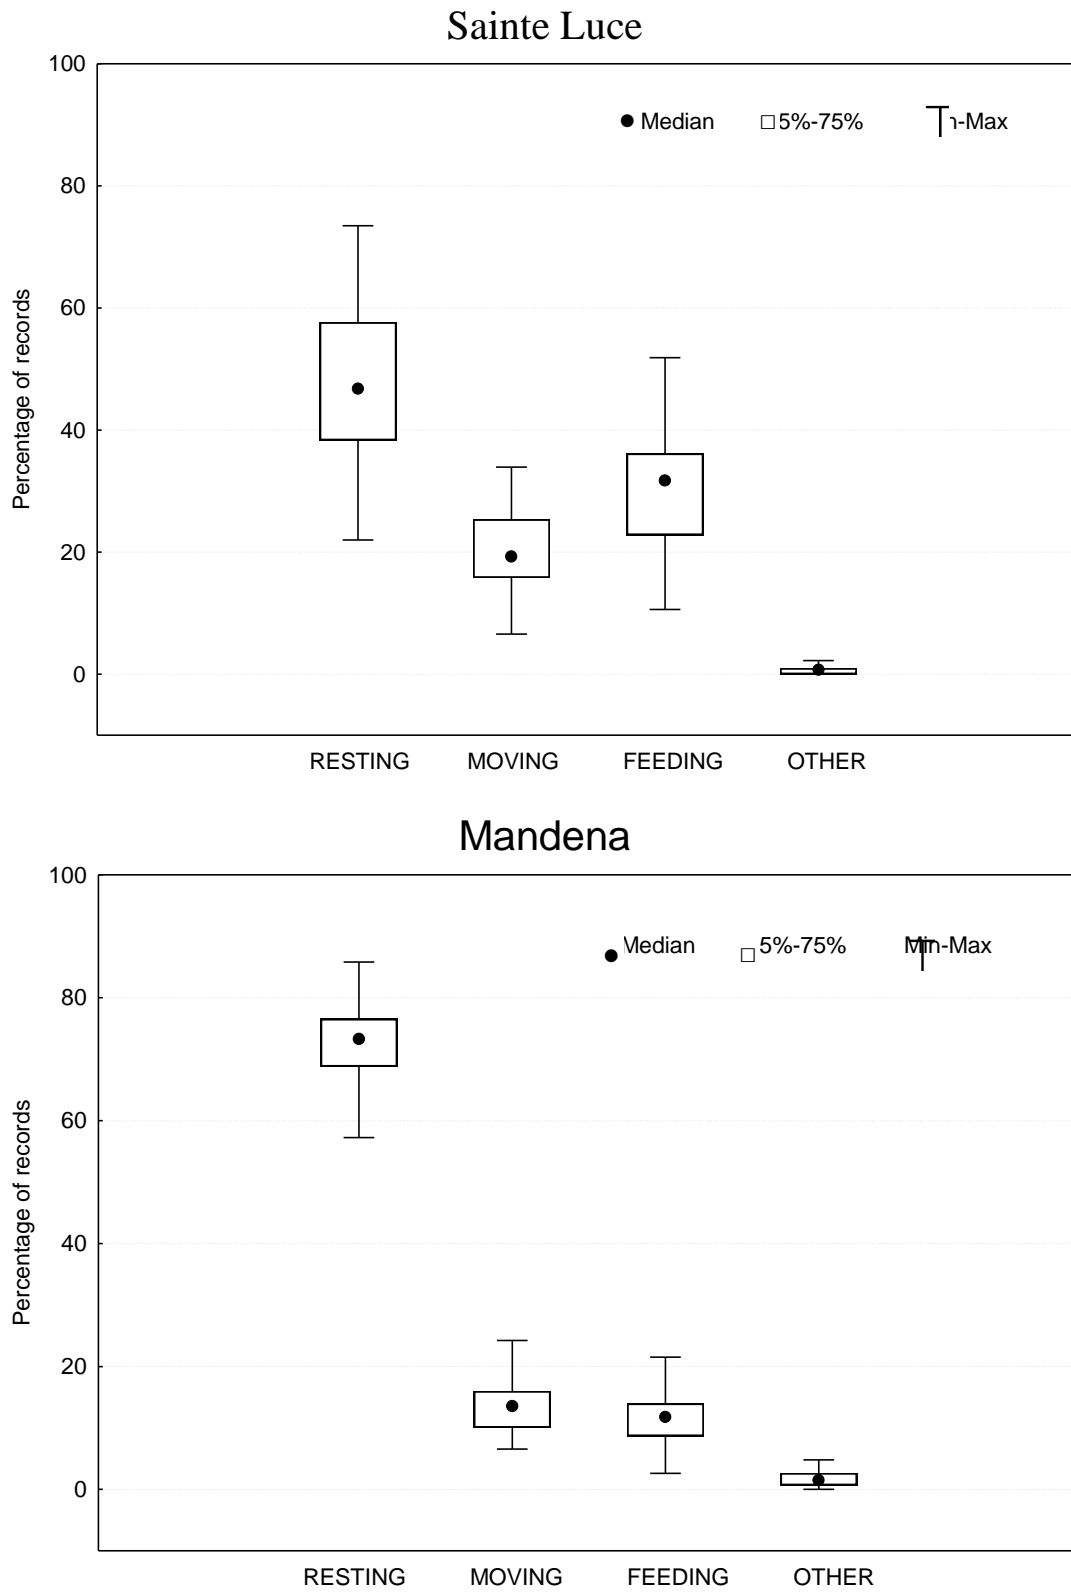 Sainte Luce
100
Median 5%-75% n-Max
80
60
40
20
0
Percentage of records
RESTING MOVING FEEDING OTHER
Mandena
100
Median 5%-75% Min-Max
80
60
40
20
0
Percentage of records
RESTING MOVING FEEDING OTHER